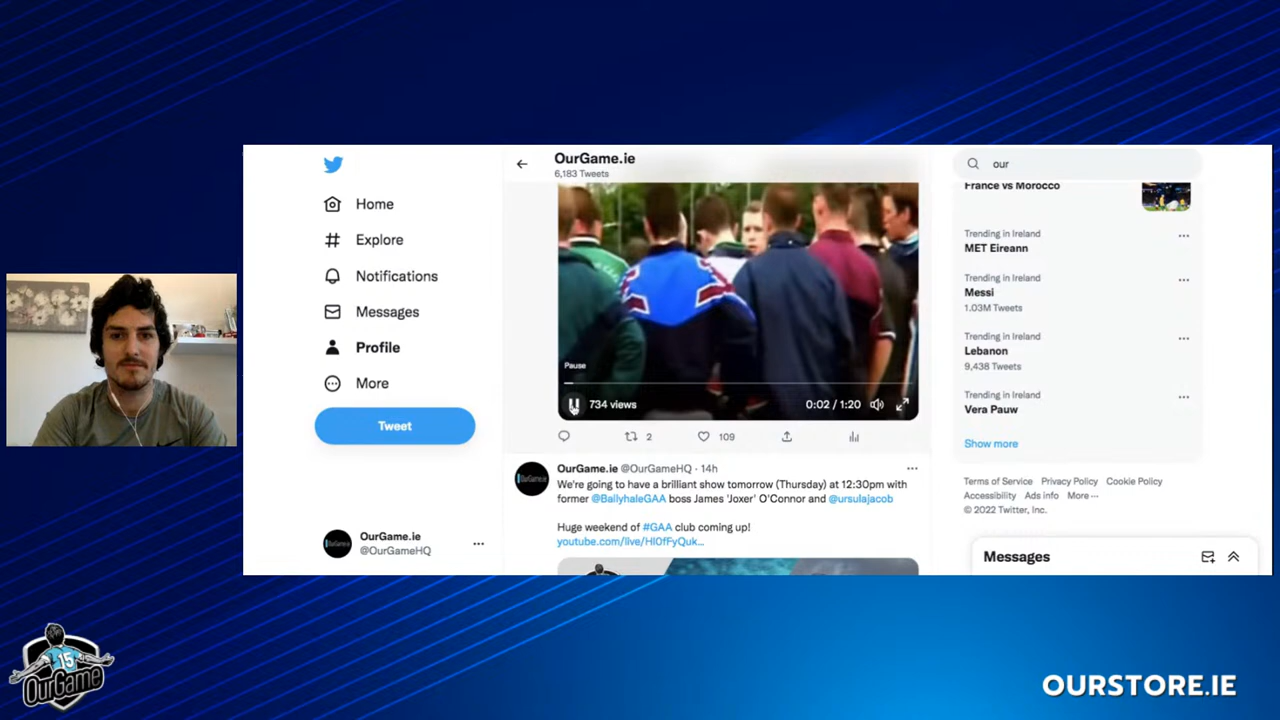 Home
Explore
Notifications
Messages
Profile
More
Tweet
OurGame.ie
@OurGameHQ
OurGame.ie
6,183 Tweets
Pause
734 views
0:02 / 1:20
2
109
OurGame.ie @OurGameHQ · 14h
We're going to have a brilliant show tomorrow (Thursday) at 12:30pm with
former @BallyhaleGAA boss James 'Joxer' O'Connor and @ursulajacob
Huge weekend of #GAA club coming up!
youtube.com/live/Hl0fFyQuk...
our
France vs Morocco
Trending in Ireland
MET Eireann
Trending in Ireland
Messi
1.03M Tweets
Trending in Ireland
Lebanon
9,438 Tweets
Trending in Ireland
Vera Pauw
Show more
Terms of Service Privacy Policy Cookie Policy
Accessibility Ads info More ···
© 2022 Twitter, Inc.
Messages
15
OurGame
OURSTORE.IE